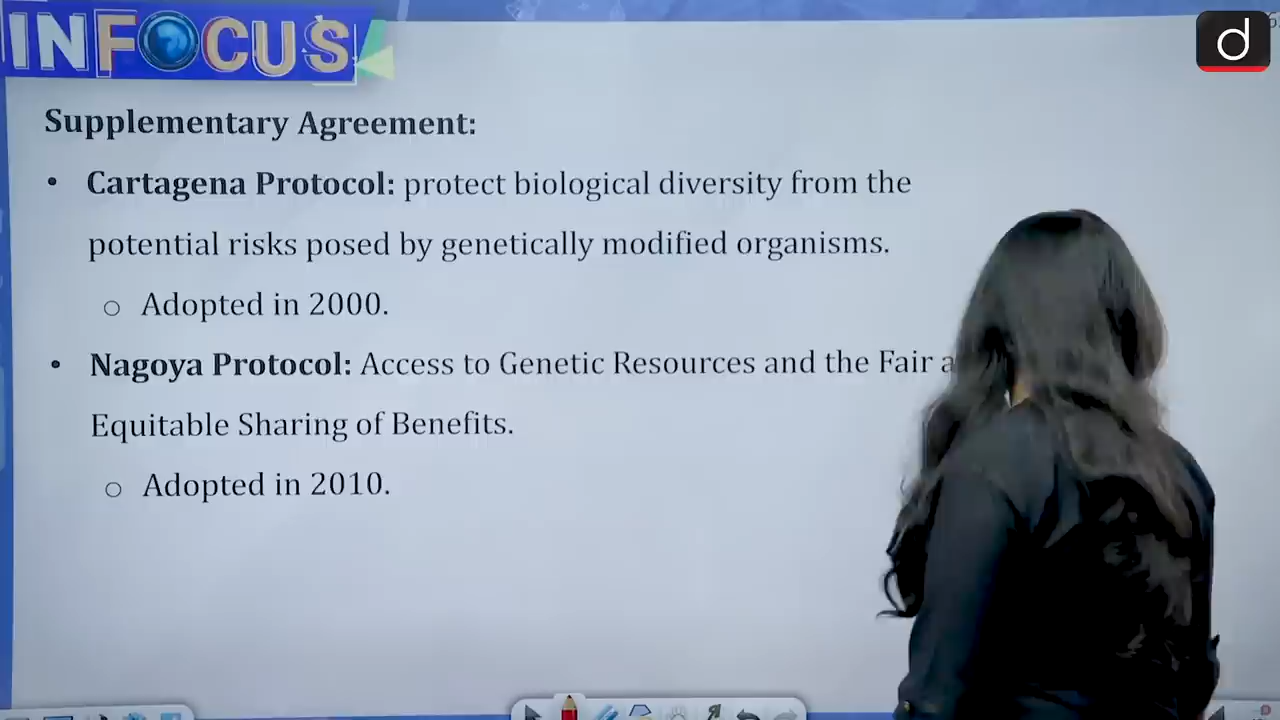 INFOCUS
d
Supplementary Agreement:
• Cartagena Protocol: protect biological diversity from the
potential risks posed by genetically modified organisms.
o Adopted in 2000.
• Nagoya Protocol: Access to Genetic Resources and the Fair
Equitable Sharing of Benefits.
o Adopted in 2010.